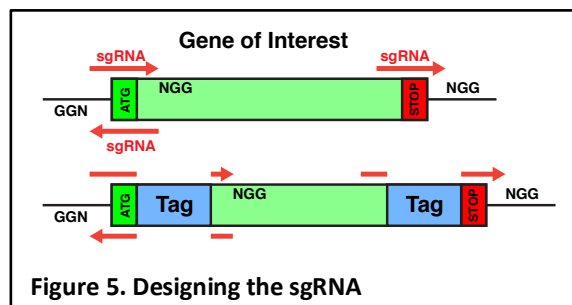 Gene of Interest
sgRNA sgRNA
ATG NGG STOP NGG
GGN
sgRNA
ATG Tag NGG Tag STOP NGG
GGN
Figure 5. Designing the sgRNA